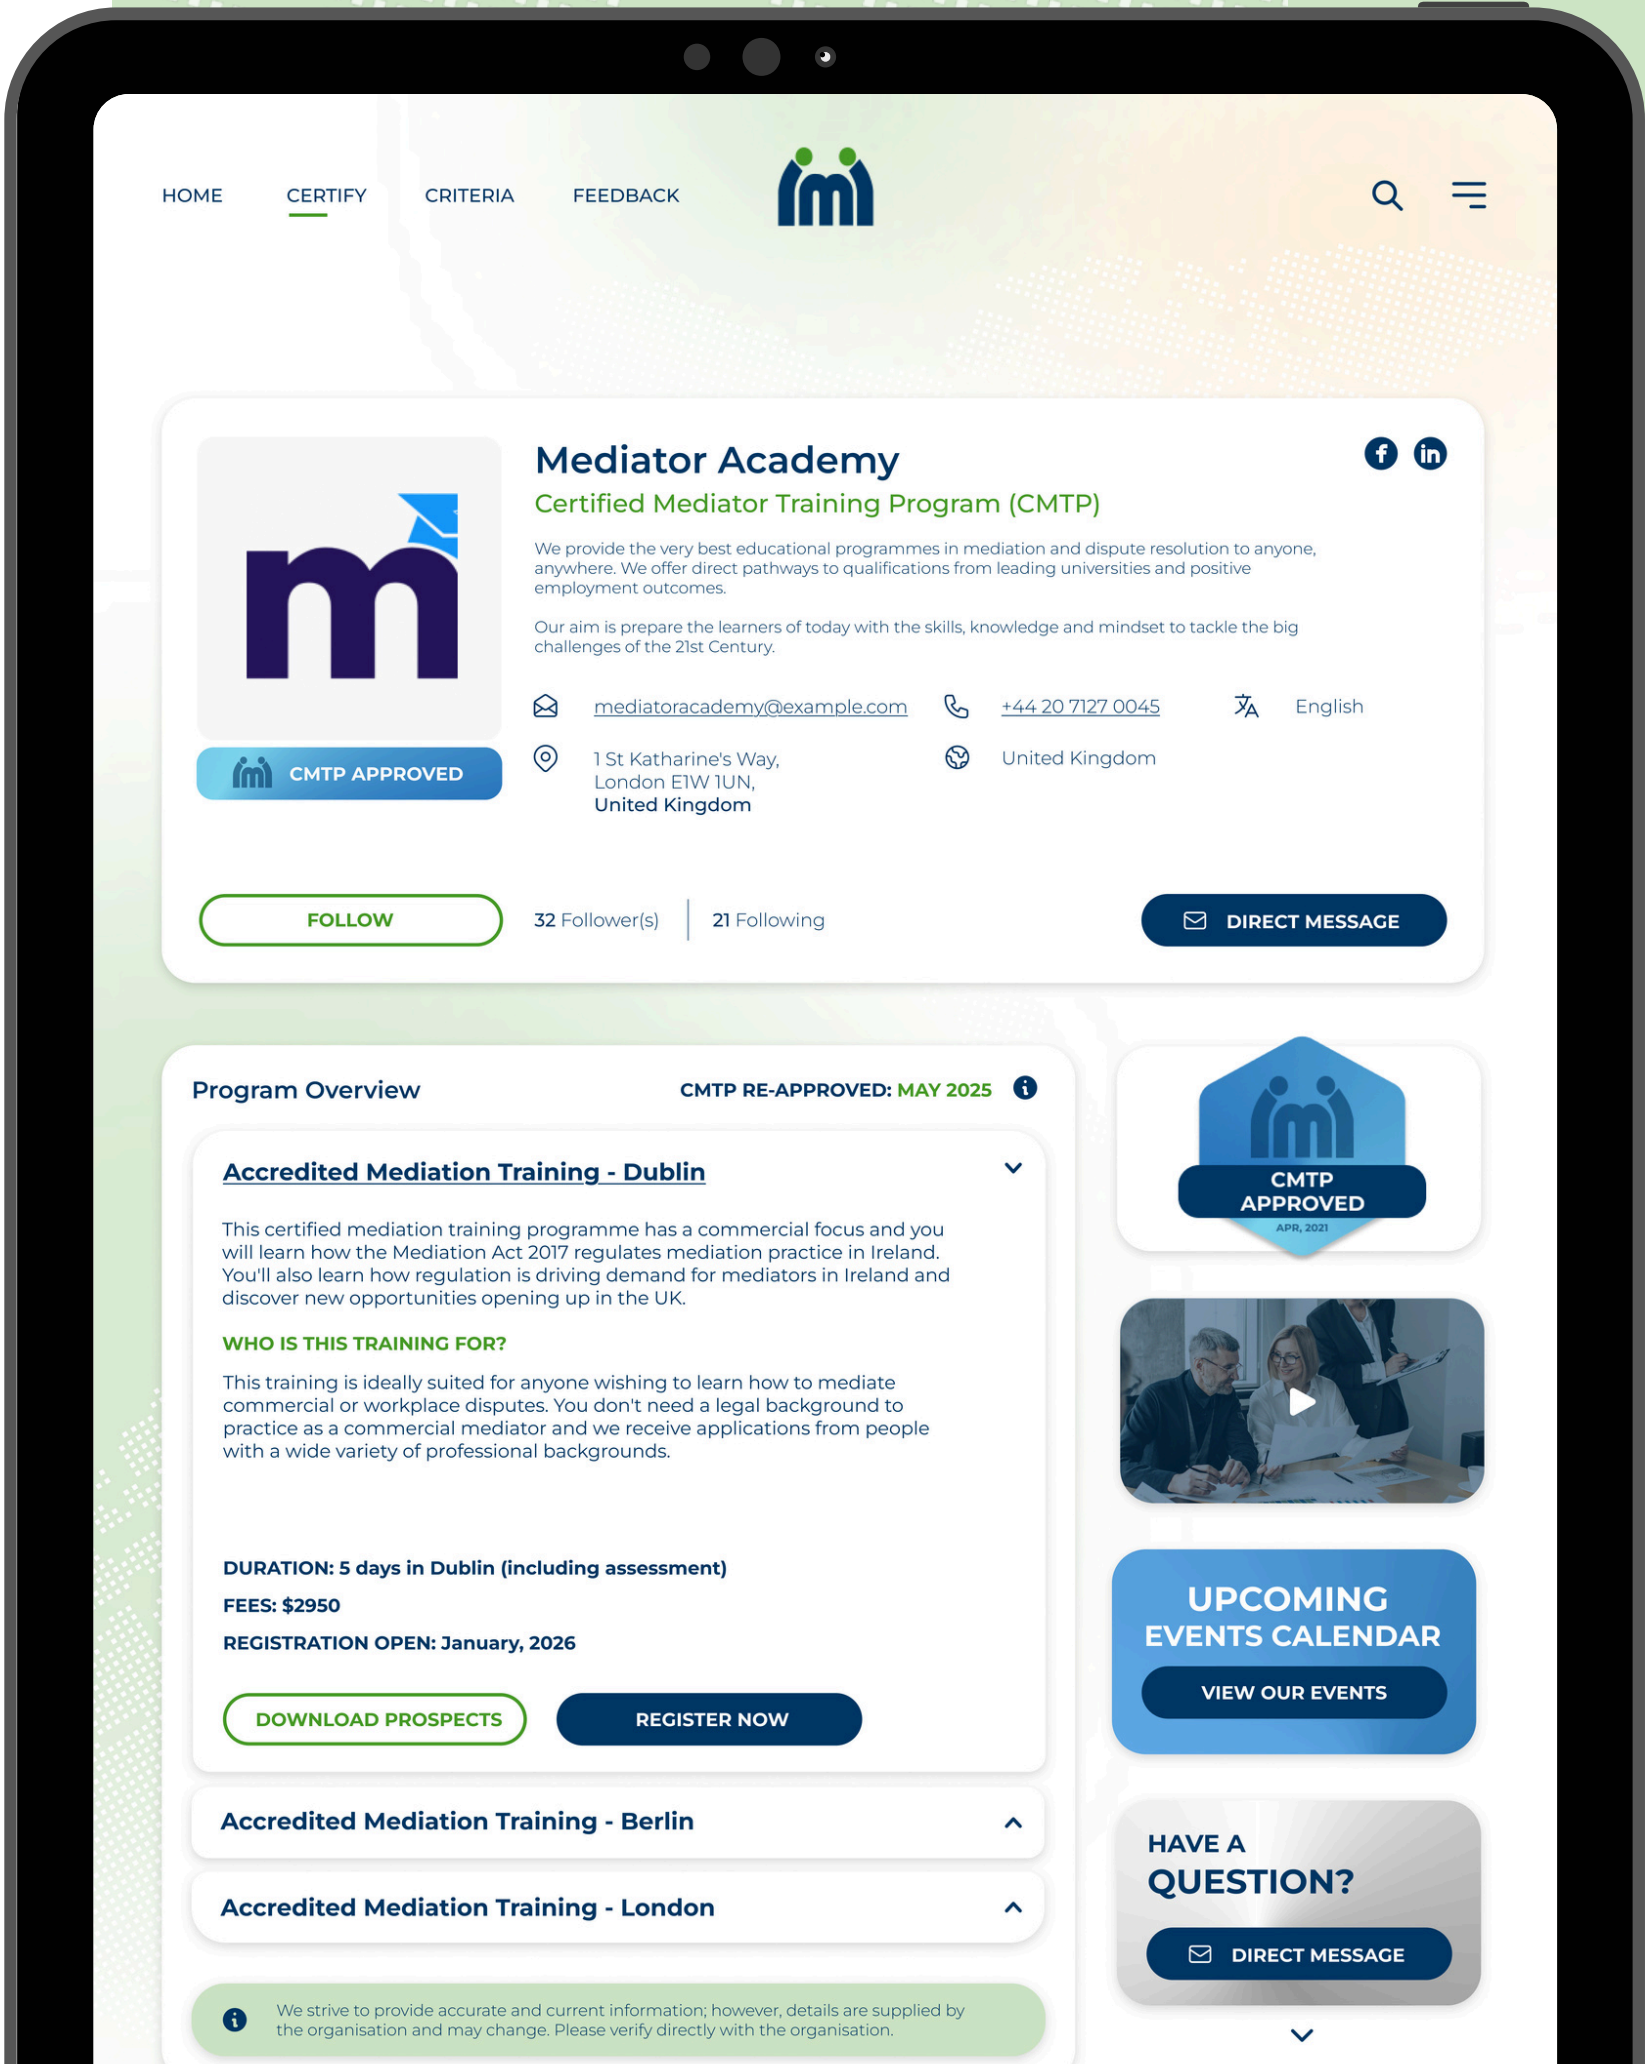 HOME CERTIFY CRITERIA FEEDBACK
imi
Mediator Academy
Certified Mediator Training Program (CMTP)
We provide the very best educational programmes in mediation and dispute resolution to anyone,
anywhere. We offer direct pathways to qualifications from leading universities and positive
employment outcomes.
Our aim is prepare the learners of today with the skills, knowledge and mindset to tackle the big
challenges of the 21st Century.
m
imi CMTP APPROVED
mediatoracademy@example.com +44 20 7127 0045 English
1 St Katharine's Way, United Kingdom
London E1W 1UN,
United Kingdom
FOLLOW 32 Follower(s) 21 Following DIRECT MESSAGE
Program Overview CMTP RE-APPROVED: MAY 2025
Accredited Mediation Training - Dublin
This certified mediation training programme has a commercial focus and you
will learn how the Mediation Act 2017 regulates mediation practice in Ireland.
You'll also learn how regulation is driving demand for mediators in Ireland and
discover new opportunities opening up in the UK.
WHO IS THIS TRAINING FOR?
This training is ideally suited for anyone wishing to learn how to mediate
commercial or workplace disputes. You don't need a legal background to
practice as a commercial mediator and we receive applications from people
with a wide variety of professional backgrounds.
DURATION: 5 days in Dublin (including assessment)
FEES: $2950
REGISTRATION OPEN: January, 2026
DOWNLOAD PROSPECTS REGISTER NOW
Accredited Mediation Training - Berlin
Accredited Mediation Training - London
We strive to provide accurate and current information; however, details are supplied by
the organisation and may change. Please verify directly with the organisation.
imi
CMTP
APPROVED
APR, 2021
UPCOMING
EVENTS CALENDAR
VIEW OUR EVENTS
HAVE A
QUESTION?
DIRECT MESSAGE